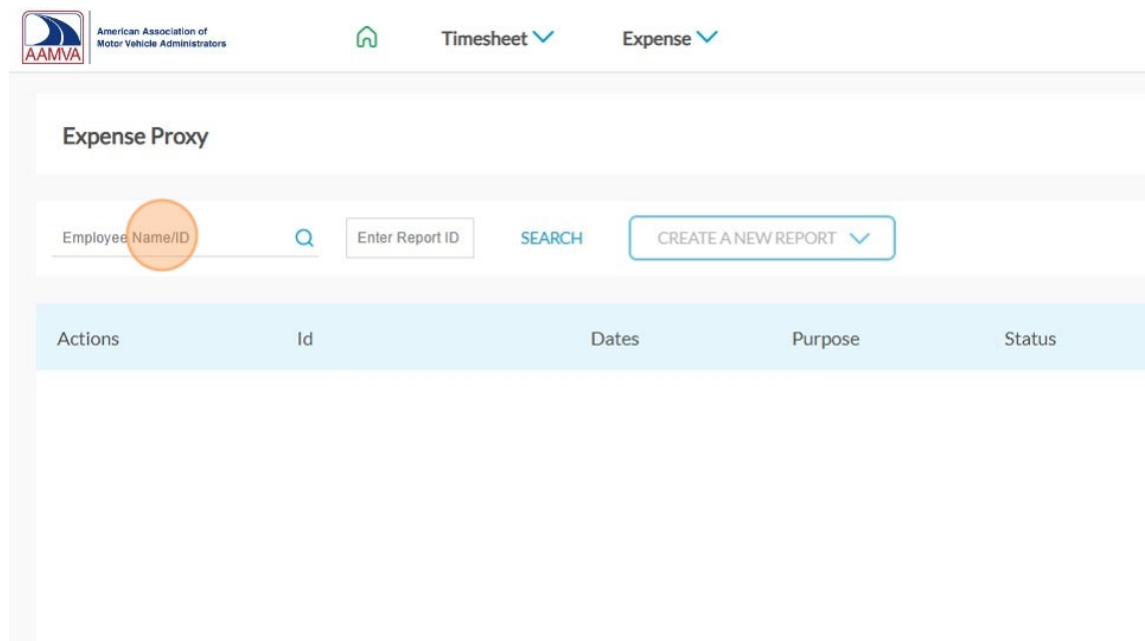 American Association of
Motor Vehicle Administrators
AAMVA
Timesheet Expense
Expense Proxy
Employee Name/ID Enter Report ID SEARCH CREATE A NEW REPORT
Actions Id Dates Purpose Status